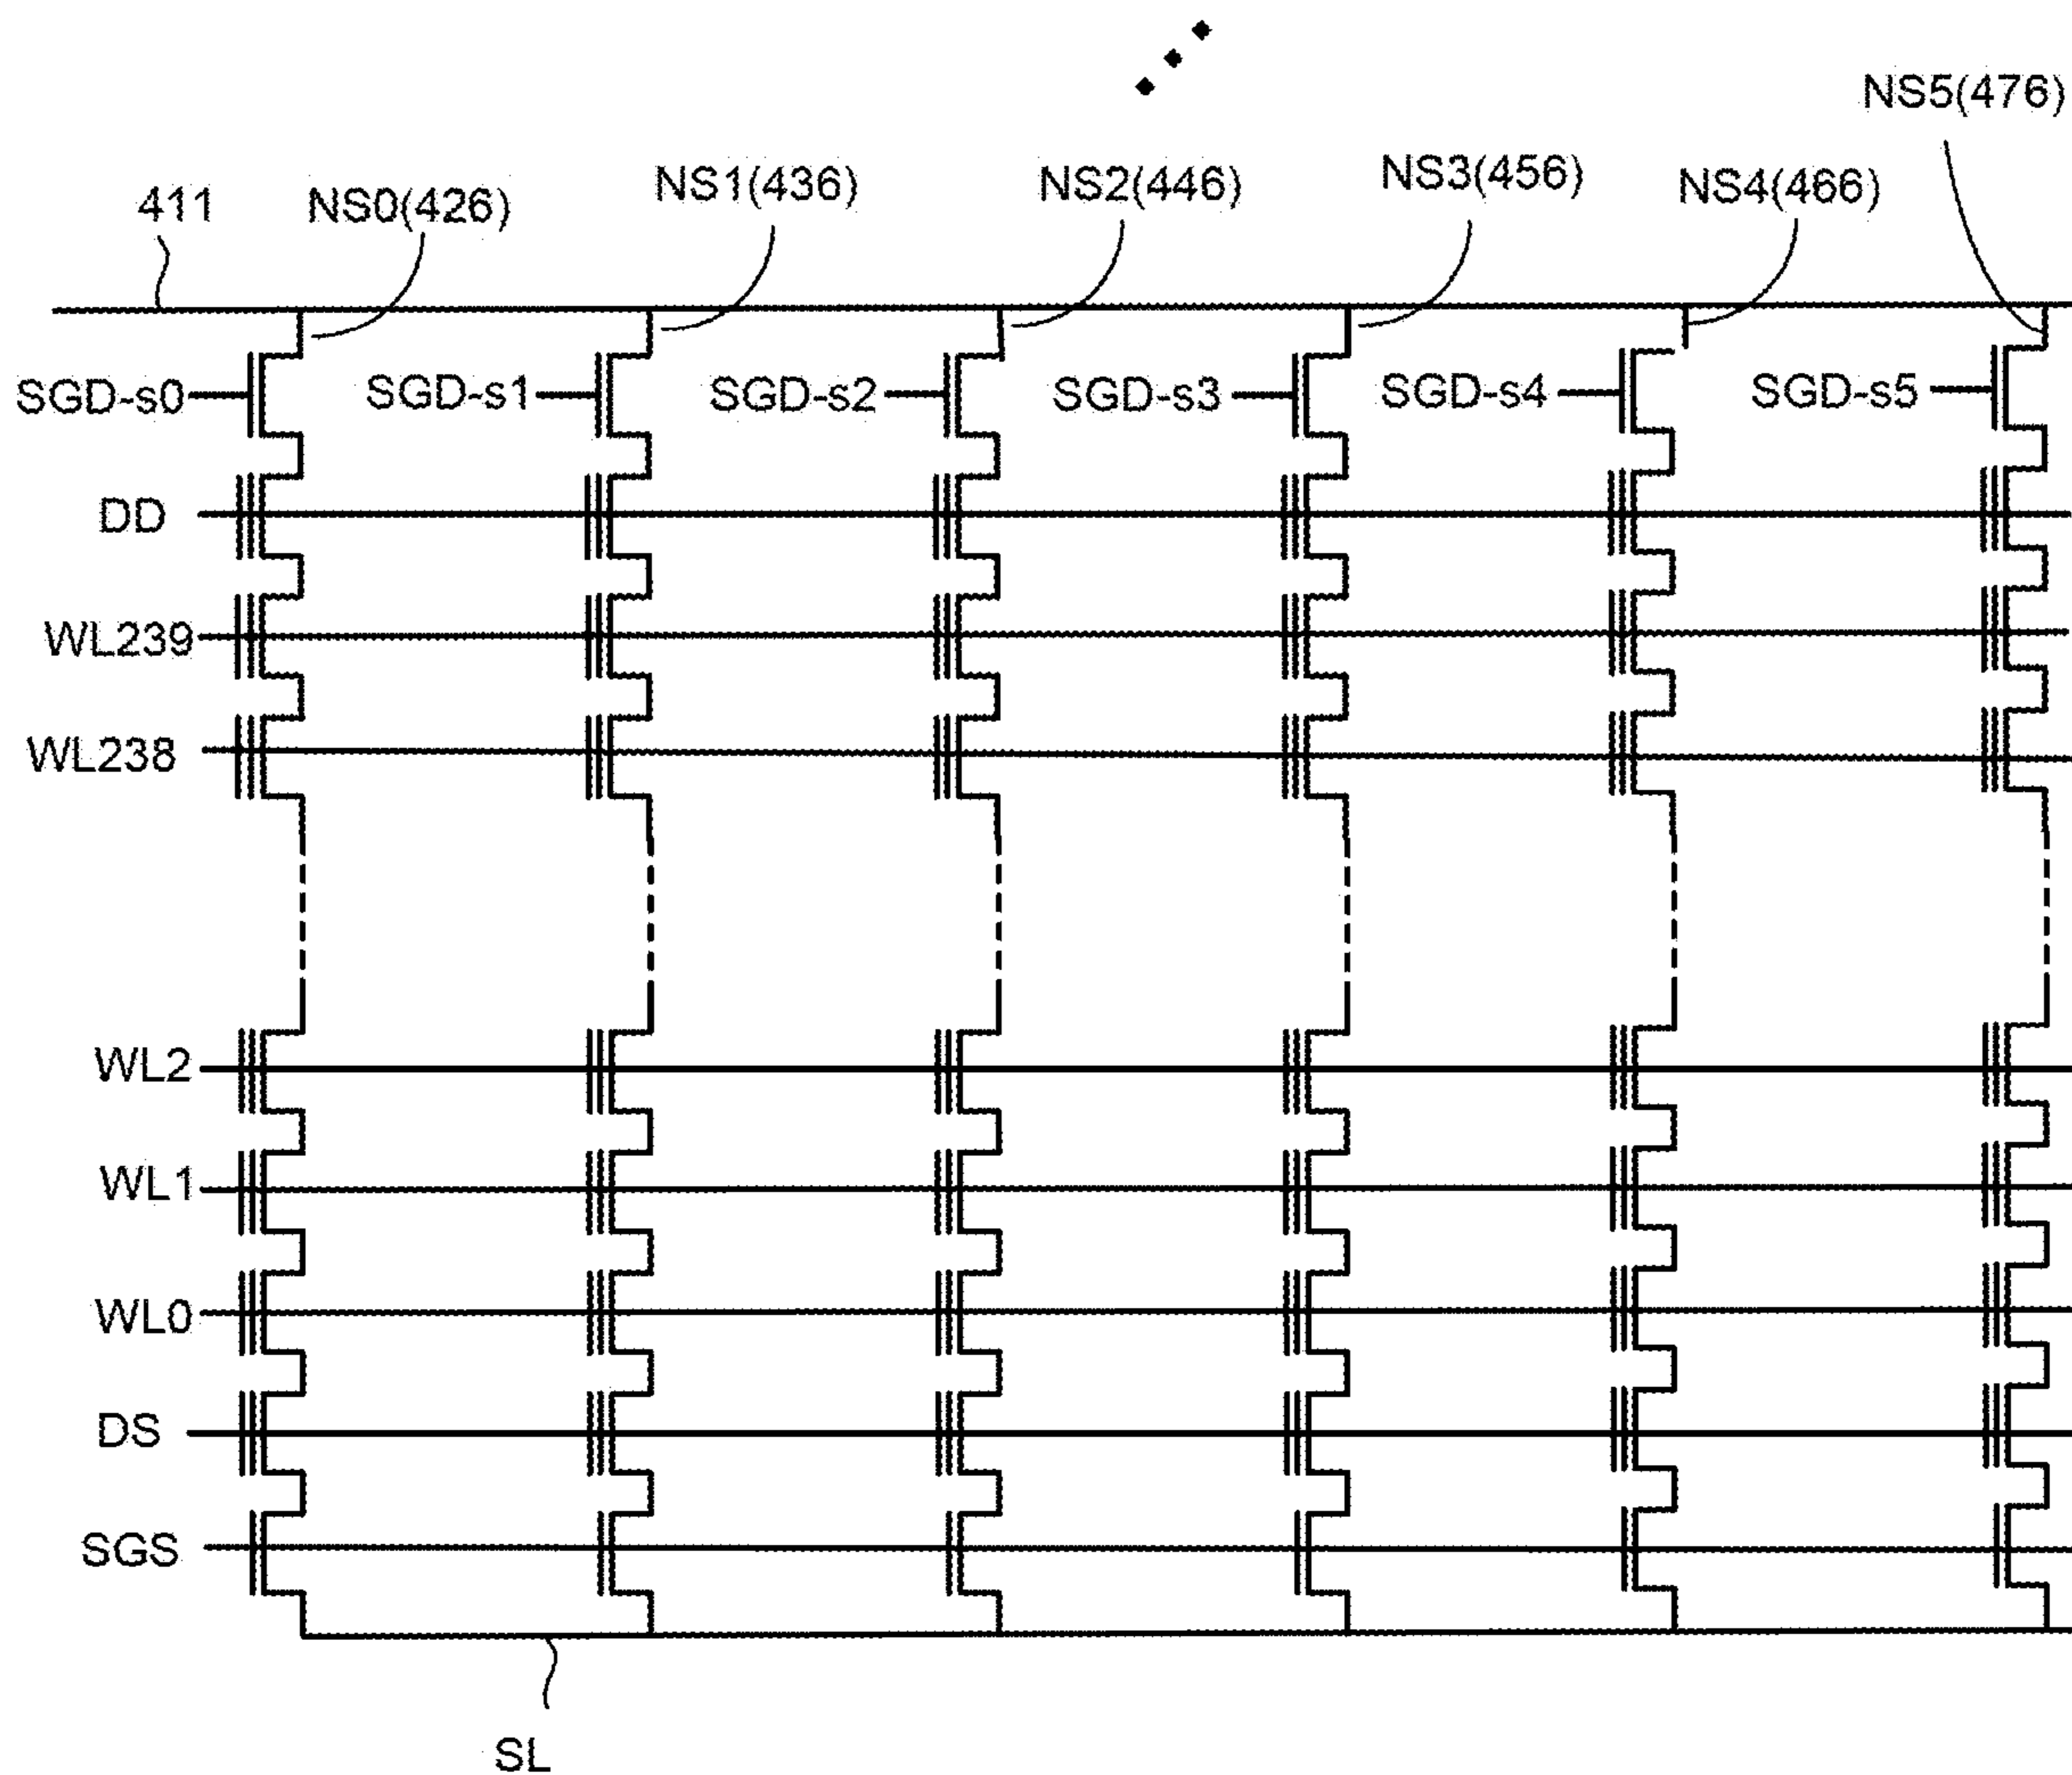 NS5(476)
411
NS0(426)
NS1(436)
NS2(446)
NS3(456)
NS4(466)
SGD-s0
SGD-s1
SGD-s2
SGD-s3
SGD-s4
SGD-s5
DD
WL239
WL238
WL2
WL1
WL0
DS
SGS
SL